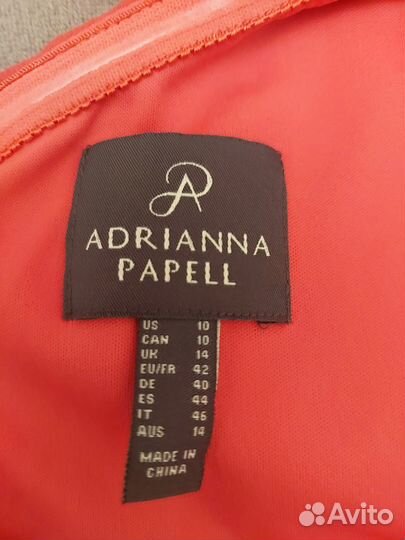 AP
ADRIANNA
PAPELL
US 10
CAN 10
UK 14
EU/FR 42
DE 40
ES 44
IT 46
AUS 14
MADE IN
CHINA
Avito